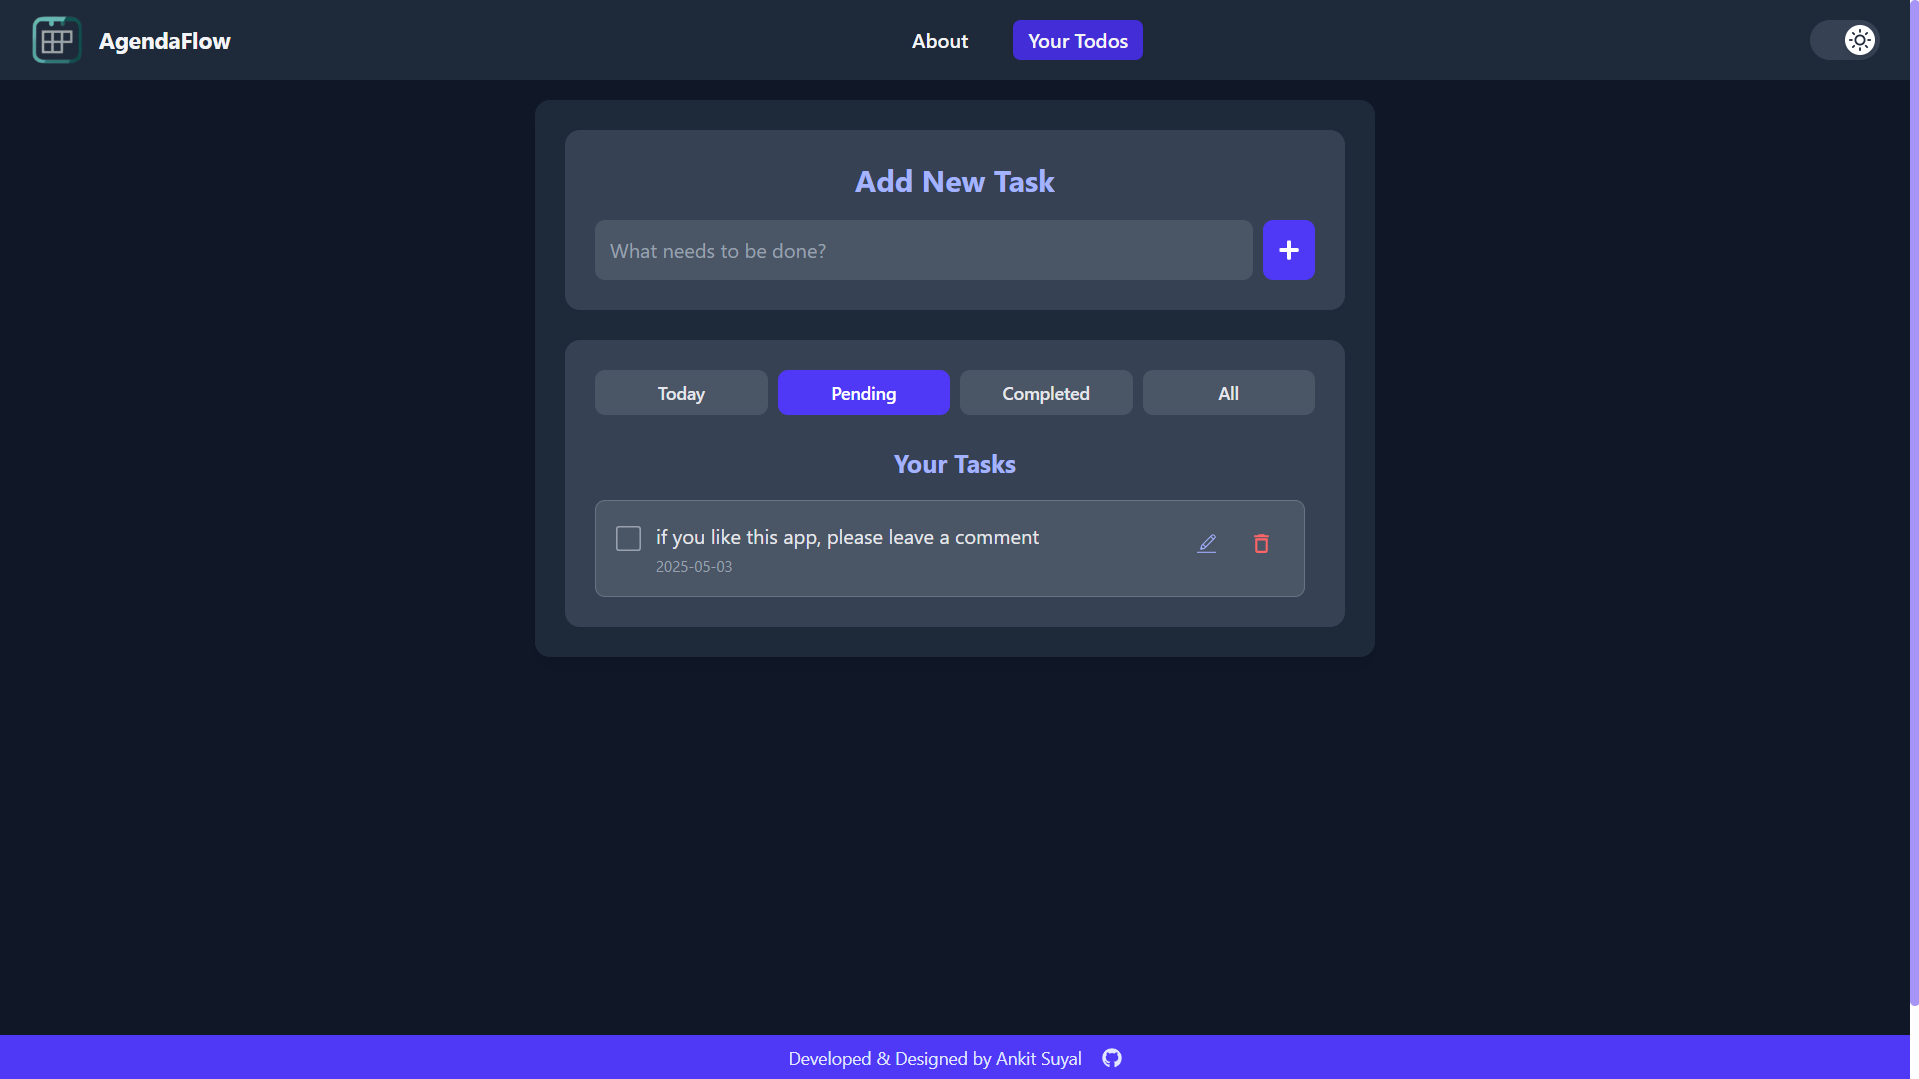 AgendaFlow
About
Your Todos
Add New Task
What needs to be done?
Today
Pending
Completed
All
Your Tasks
if you like this app, please leave a comment
2025-05-03
Developed & Designed by Ankit Suyal